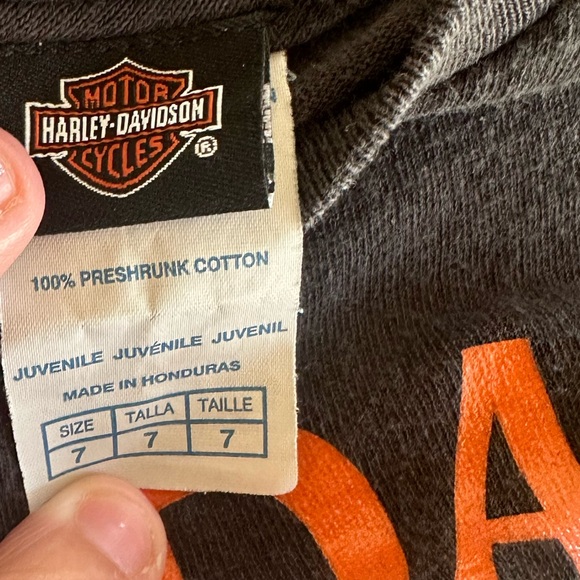 MOTOR
HARLEY-DAVIDSON
CYCLES
®
100% PRESHRUNK COTTON
JUVENILE JUVÉNILE JUVENIL
MADE IN HONDURAS
SIZE TALLA TAILLE
7 7 7
OA